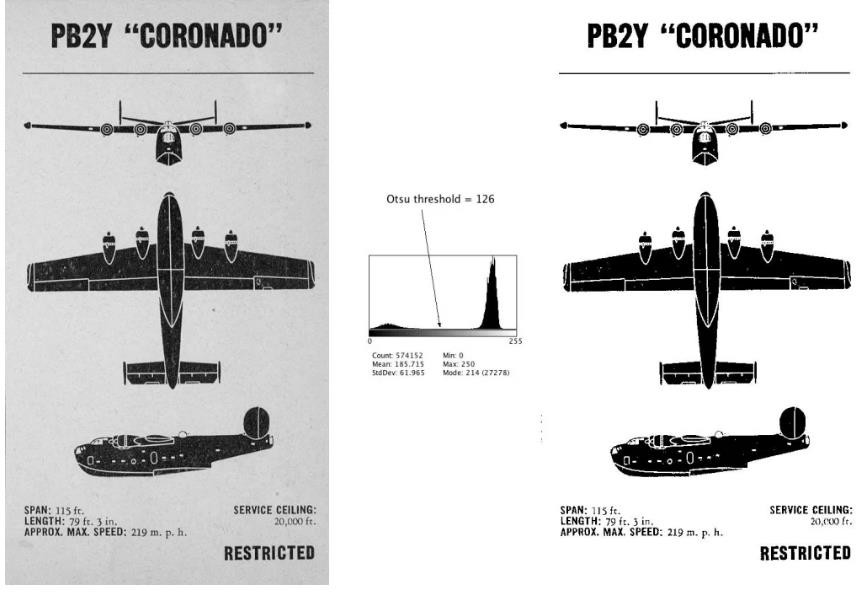 PB2Y “CORONADO”
SPAN: 115 ft.
LENGTH: 79 ft. 3 in.
APPROX. MAX. SPEED: 219 m. p. h.
SERVICE CEILING:
20,000 ft.
RESTRICTED
Otsu threshold = 126
0 255
Count: 574152 Min: 0
Mean: 185.715 Max: 250
StdDev: 61.965 Mode: 214 (27278)
PB2Y “CORONADO”
SPAN: 115 ft.
LENGTH: 79 ft. 3 in.
APPROX. MAX. SPEED: 219 m. p. h.
SERVICE CEILING:
20,000 ft.
RESTRICTED